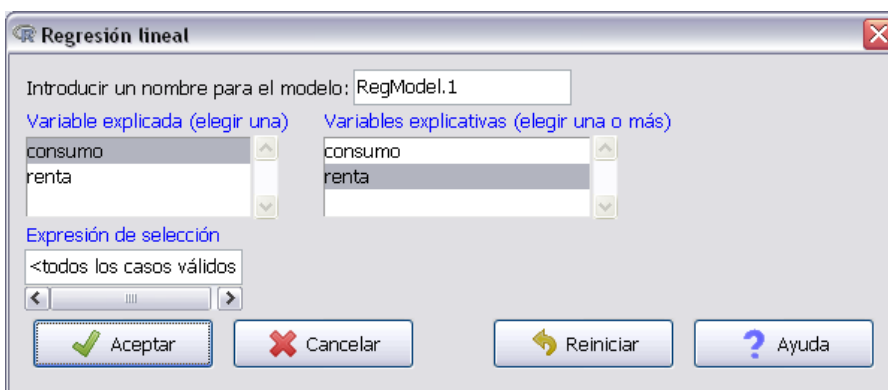 Regresión lineal
Introducir un nombre para el modelo: RegModel.1
Variable explicada (elegir una) Variables explicativas (elegir una o más)
consumo consumo
renta renta
Expresión de selección
<todos los casos válidos
Aceptar Cancelar Reiniciar Ayuda